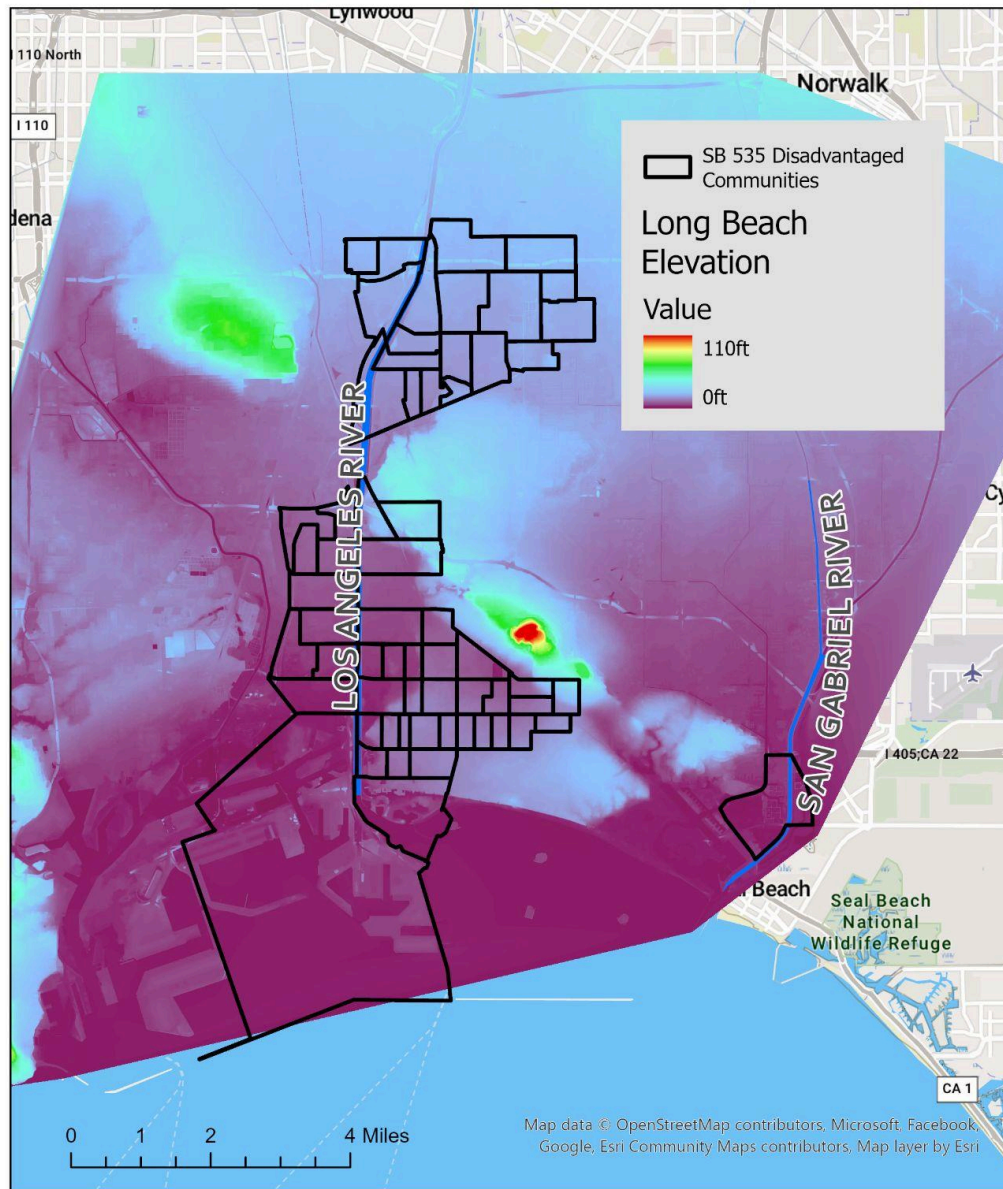 Lynwood
I 110 North
Norwalk
I 110
dena
SB 535 Disadvantaged
Communities
Long Beach
Elevation
Value
110ft
0ft
LOS ANGELES RIVER
Cy
SAN GABRIEL RIVER
I 405;CA 22
Beach
Seal Beach
National
Wildlife Refuge
CA 1
0 1 2 4 Miles
Map data © OpenStreetMap contributors, Microsoft, Facebook,
Google, Esri Community Maps contributors, Map layer by Esri